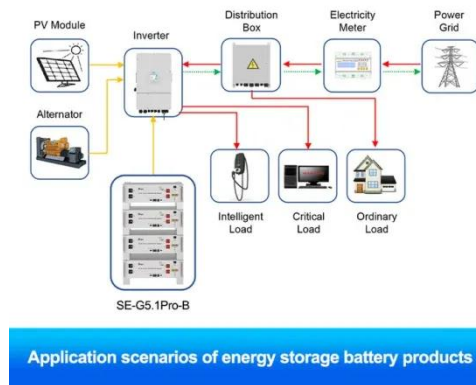 PV Module
Inverter
Distribution
Box
Electricity
Meter
Power
Grid
Alternator
Intelligent
Load
Critical
Load
Ordinary
Load
SE-G5.1Pro-B
Application scenarios of energy storage battery products